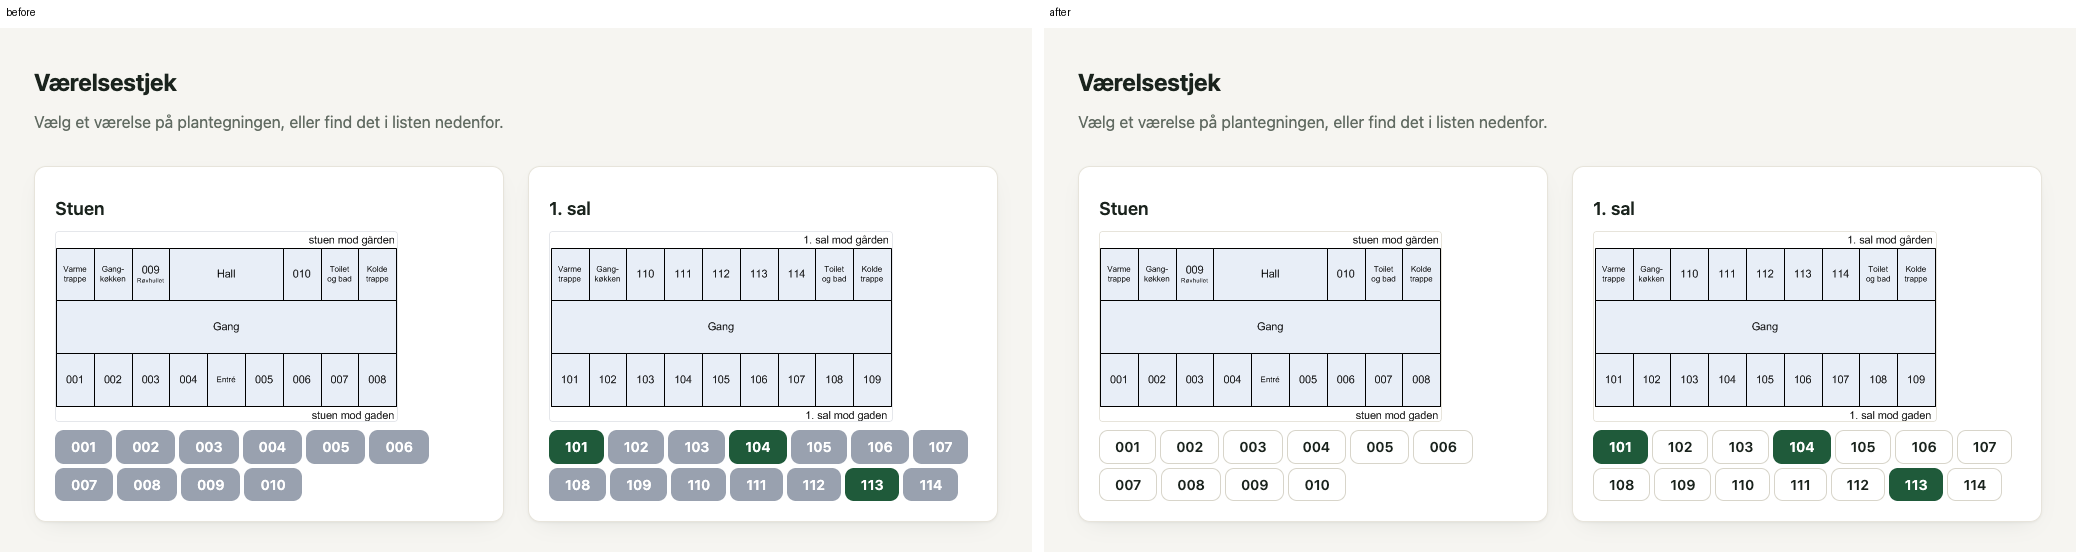 before
Værelsestjek
Vælg et værelse på plantegningen, eller find det i listen nedenfor.
Stuen
stuen mod gården
Varme trappe
Gang-køkken
009
Røvhullet
Hall
010
Toilet og bad
Kolde trappe
Gang
001 002 003 004 Entré 005 006 007 008
stuen mod gaden
001 002 003 004 005 006
007 008 009 010
1. sal
1. sal mod gården
Varme trappe
Gang-køkken
110 111 112 113 114
Toilet og bad
Kolde trappe
Gang
101 102 103 104 105 106 107 108 109
1. sal mod gaden
101 102 103 104 105 106 107
108 109 110 111 112 113 114
after
Værelsestjek
Vælg et værelse på plantegningen, eller find det i listen nedenfor.
Stuen
stuen mod gården
Varme trappe
Gang-køkken
009
Røvhullet
Hall
010
Toilet og bad
Kolde trappe
Gang
001 002 003 004 Entré 005 006 007 008
stuen mod gaden
001 002 003 004 005 006
007 008 009 010
1. sal
1. sal mod gården
Varme trappe
Gang-køkken
110 111 112 113 114
Toilet og bad
Kolde trappe
Gang
101 102 103 104 105 106 107 108 109
1. sal mod gaden
101 102 103 104 105 106 107
108 109 110 111 112 113 114